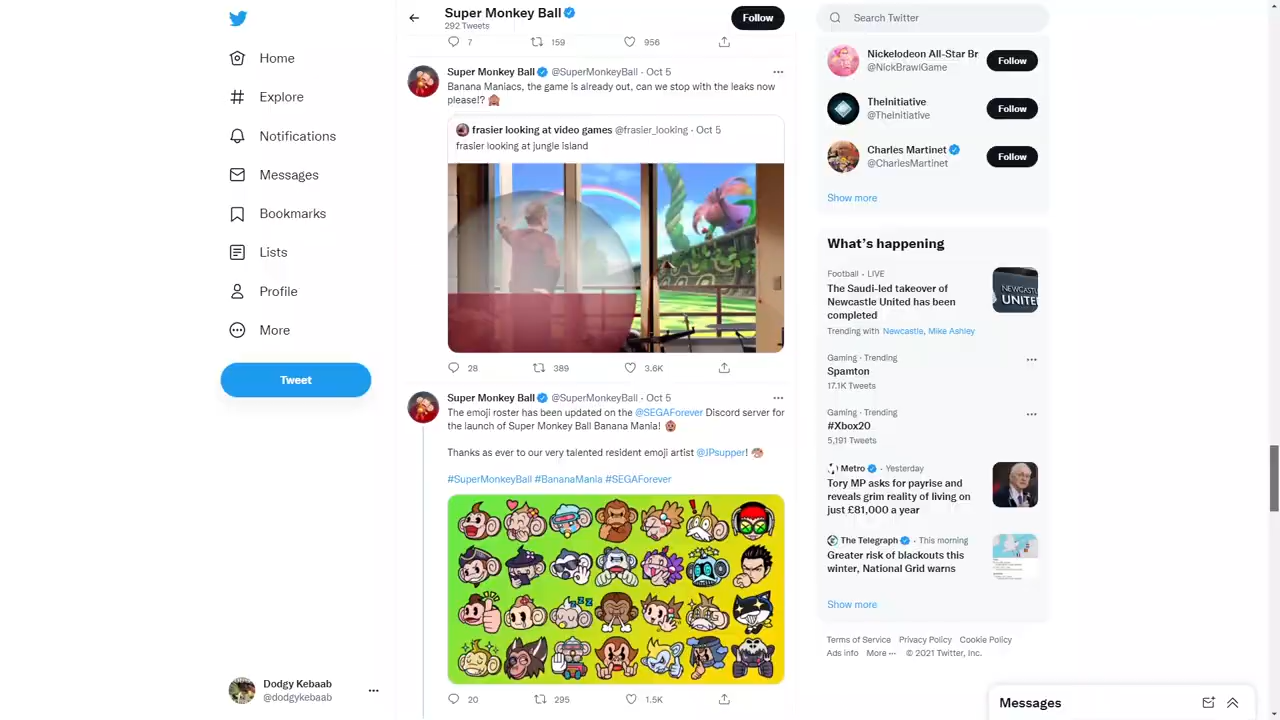 Super Monkey Ball
292 Tweets
Follow
Search Twitter
Home
Explore
Notifications
Messages
Bookmarks
Lists
Profile
More
Tweet
Dodgy Kebaab
@dodgykebaab
7
159
956
Super Monkey Ball @SuperMonkeyBall · Oct 5
Banana Maniacs, the game is already out, can we stop with the leaks now
please!?
frasier looking at video games @frasier_looking · Oct 5
frasier looking at jungle island
28
389
3.6K
Super Monkey Ball @SuperMonkeyBall · Oct 5
The emoji roster has been updated on the @SEGAForever Discord server for
the launch of Super Monkey Ball Banana Mania!
Thanks as ever to our very talented resident emoji artist @JPsupper!
#SuperMonkeyBall #BananaMania #SEGAForever
20
295
1.5K
Nickelodeon All-Star Br
@NickBrawlGame
Follow
TheInitiative
@TheInitiative
Follow
Charles Martinet
@CharlesMartinet
Follow
Show more
What's happening
Football · LIVE
The Saudi-led takeover of
Newcastle United has been
completed
NEWCASTL
UNITE
Trending with Newcastle, Mike Ashley
Gaming · Trending
Spamton
17.1K Tweets
Gaming · Trending
#Xbox20
5,191 Tweets
Metro · Yesterday
Tory MP asks for payrise and
reveals grim reality of living on
just £81,000 a year
The Telegraph · This morning
Greater risk of blackouts this
winter, National Grid warns
Show more
Terms of Service Privacy Policy Cookie Policy
Ads info More ··· © 2021 Twitter, Inc.
Messages